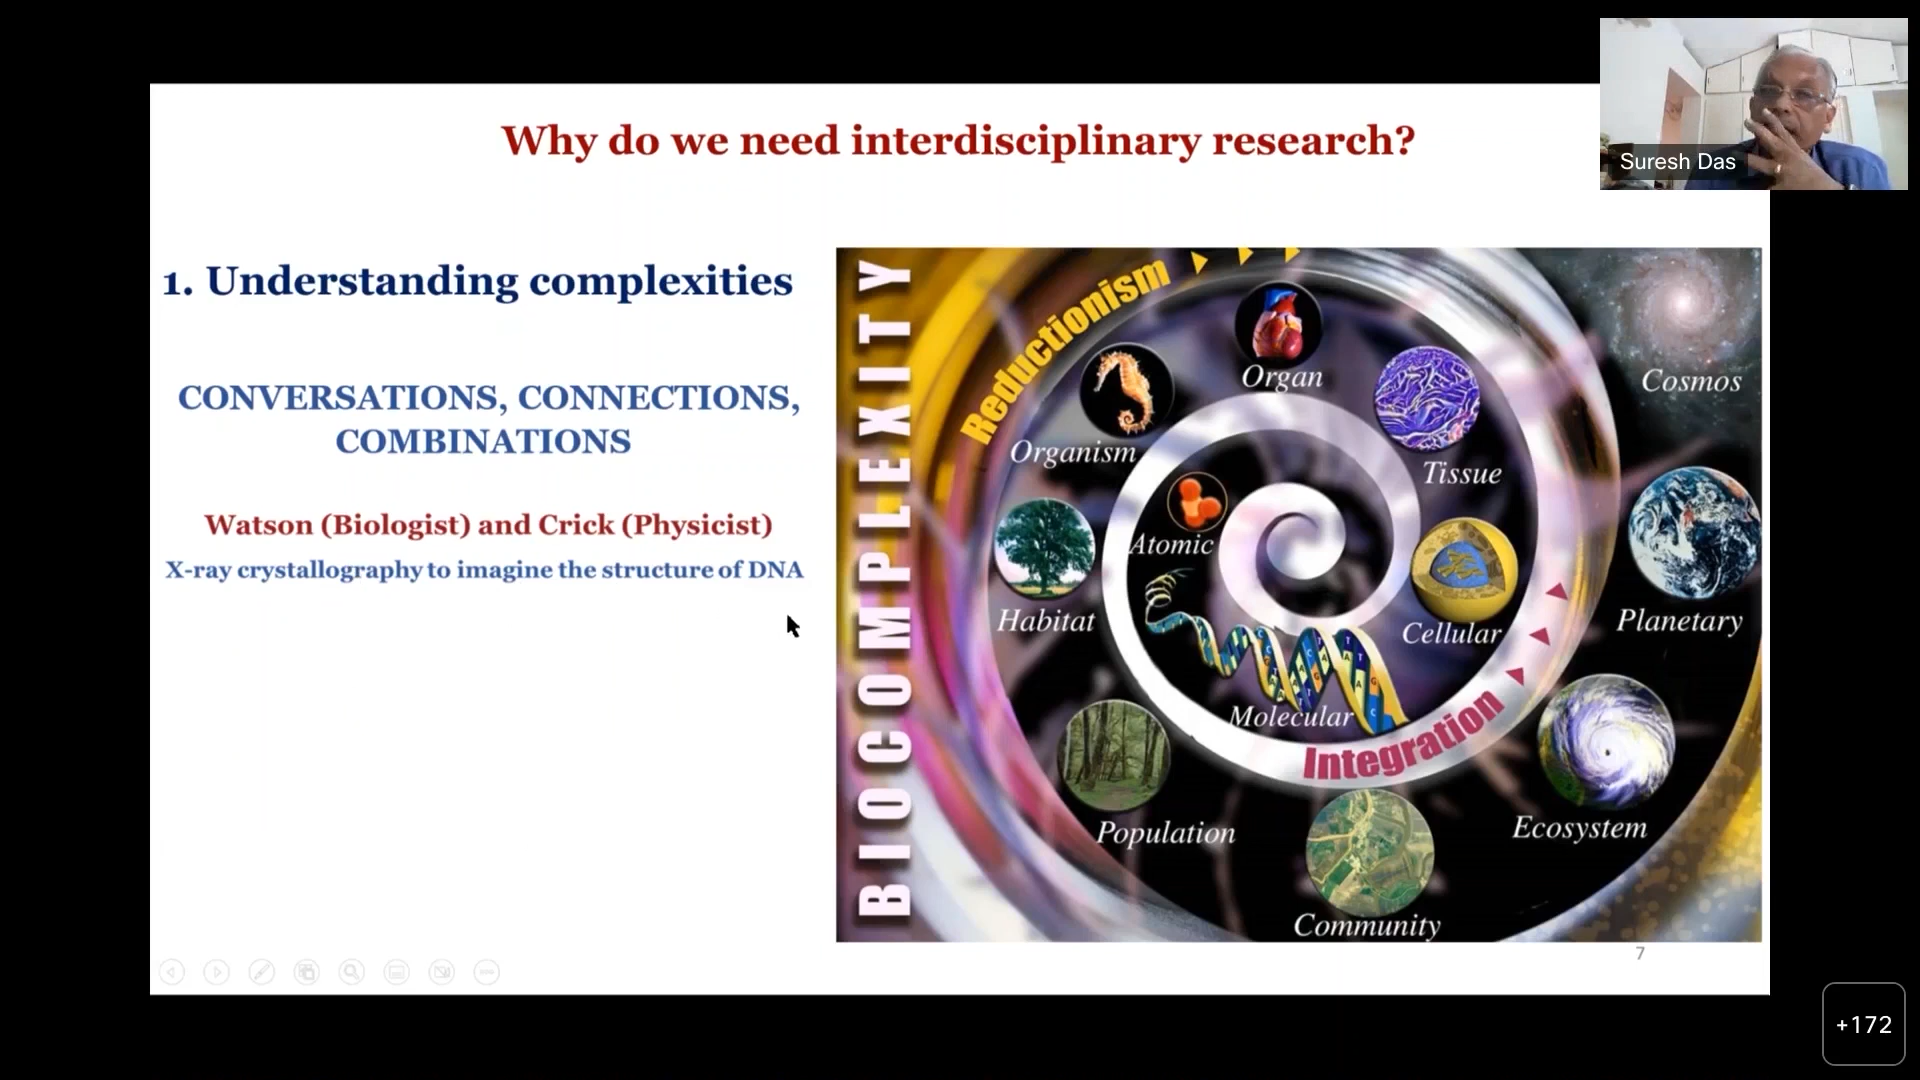 Why do we need interdisciplinary research?
Suresh Das
1. Understanding complexities
CONVERSATIONS, CONNECTIONS,
COMBINATIONS
Watson (Biologist) and Crick (Physicist)
X-ray crystallography to imagine the structure of DNA
BIOCOMPLEXITY
Reductionism
Organ
Cosmos
Organism
Tissue
Atomic
Habitat
Cellular
Planetary
Molecular
Integration
Population
Ecosystem
Community
7
+172